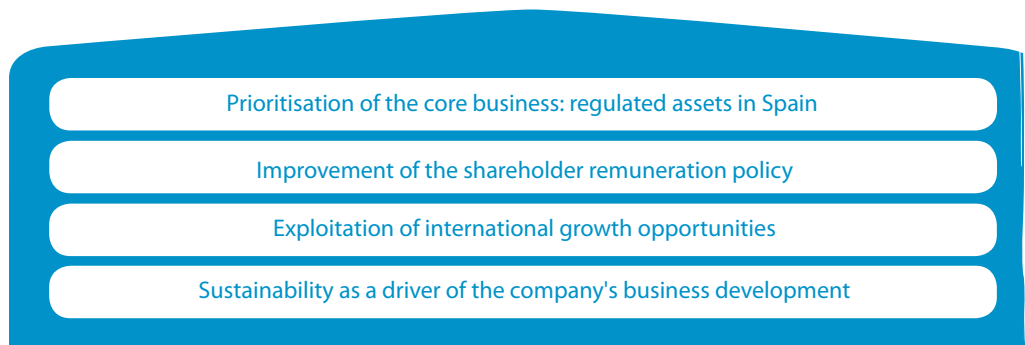 Prioritisation of the core business: regulated assets in Spain
Improvement of the shareholder remuneration policy
Exploitation of international growth opportunities
Sustainability as a driver of the company's business development